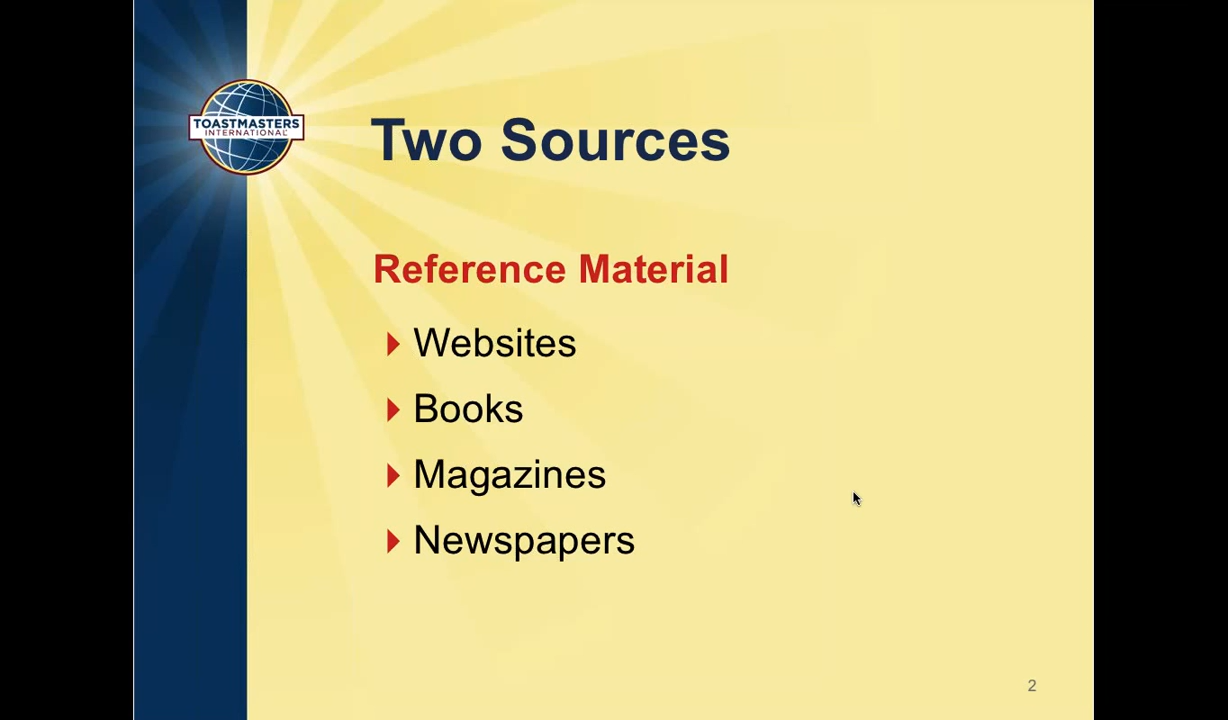 TOASTMASTERS
INTERNATIONAL
Two Sources
Reference Material
Websites
Books
Magazines
Newspapers
2